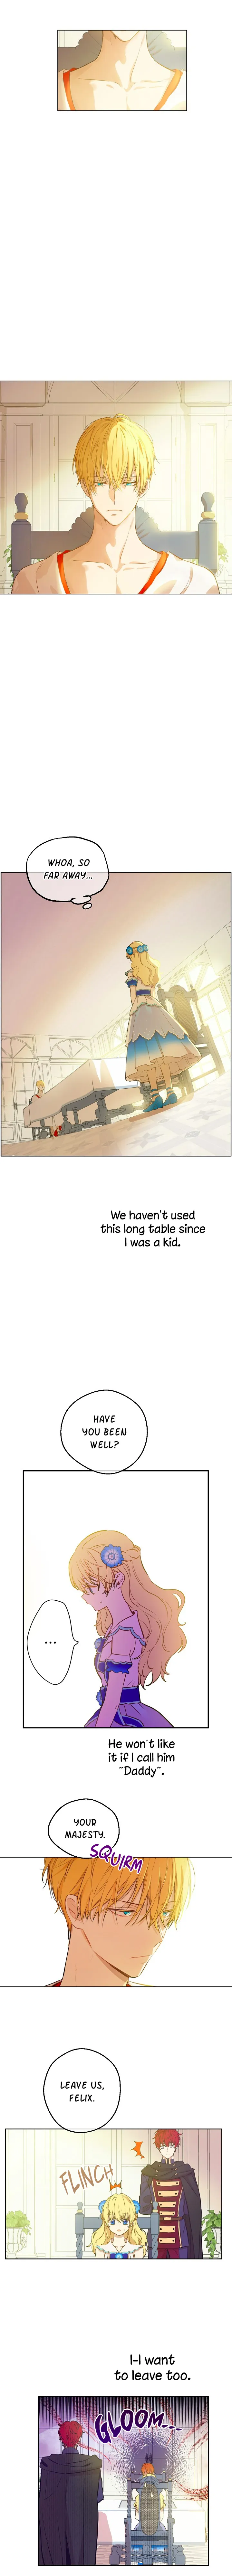 WHOA, SO
FAR AWAY...
We haven't used
this long table since
I was a kid.
HAVE
YOU BEEN
WELL?
...
He won't like
it if I call him
"Daddy".
YOUR
MAJESTY.
SQUIRM
LEAVE US,
FELIX.
FLINCH
I-I want
to leave too.
GLOOM...